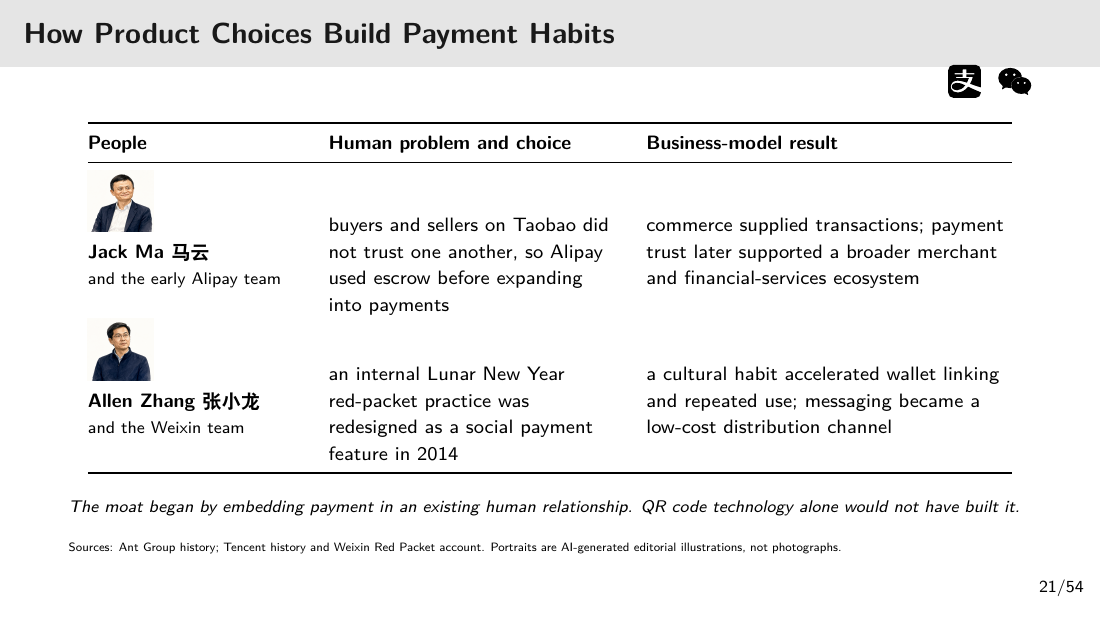 How Product Choices Build Payment Habits
支
People Human problem and choice Business-model result
Jack Ma 马云
and the early Alipay team
buyers and sellers on Taobao did
not trust one another, so Alipay
used escrow before expanding
into payments
commerce supplied transactions; payment
trust later supported a broader merchant
and financial-services ecosystem
Allen Zhang 张小龙
and the Weixin team
an internal Lunar New Year
red-packet practice was
redesigned as a social payment
feature in 2014
a cultural habit accelerated wallet linking
and repeated use; messaging became a
low-cost distribution channel
The moat began by embedding payment in an existing human relationship. QR code technology alone would not have built it.
Sources: Ant Group history; Tencent history and Weixin Red Packet account. Portraits are AI-generated editorial illustrations, not photographs.
21/54